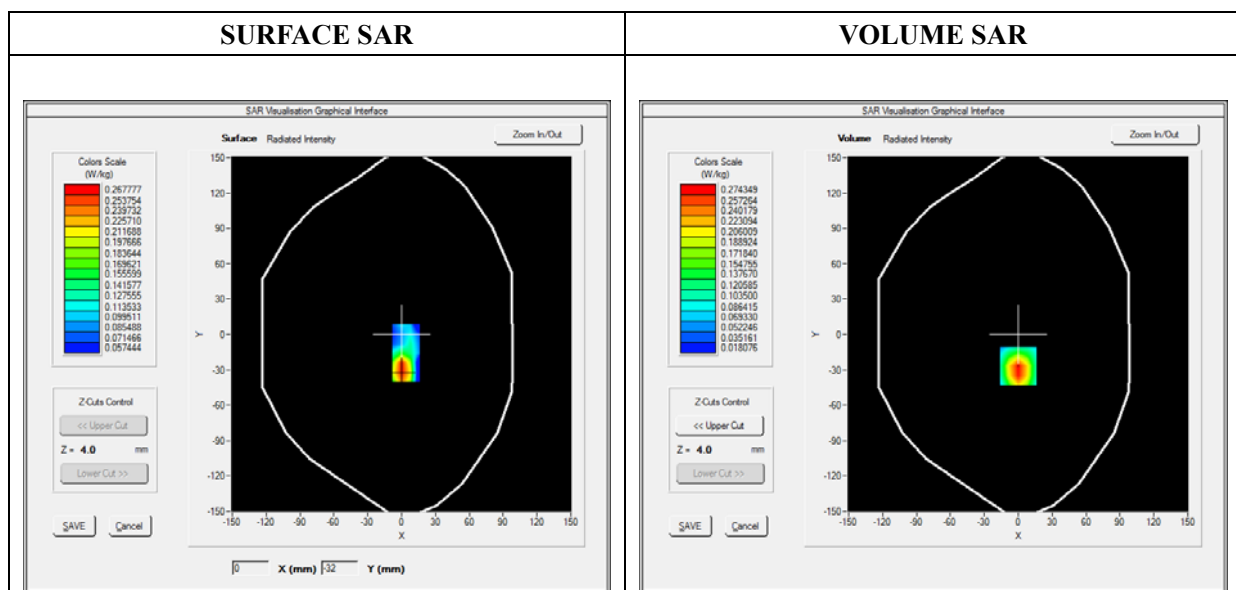 SURFACE SAR
VOLUME SAR
SAR Visualisation Graphical Interface
Surface Radiated Intensity
Zoom In/Out
Colors Scale
(W/kg)
0.267777
0.253754
0.239732
0.225710
0.211688
0.197666
0.183644
0.169621
0.155599
0.141577
0.127555
0.113533
0.099511
0.085488
0.071466
0.057444
150
120
90
60
30
0
-30
-60
-90
-120
-150
Y
-150 -120 -90 -60 -30 0 30 60 90 120 150
X
Z-Cuts Control
<< Upper Cut
Z = 4.0 mm
Lower Cut >>
SAVE Cancel
0 X (mm) -32 Y (mm)
SAR Visualisation Graphical Interface
Volume Radiated Intensity
Zoom In/Out
Colors Scale
(W/kg)
0.274349
0.257264
0.240179
0.223094
0.206009
0.188924
0.171840
0.154755
0.137670
0.120585
0.103500
0.086415
0.069330
0.052246
0.035161
0.018076
150
120
90
60
30
0
-30
-60
-90
-120
-150
Y
-150 -120 -90 -60 -30 0 30 60 90 120 150
X
Z-Cuts Control
<< Upper Cut
Z = 4.0 mm
Lower Cut >>
SAVE Cancel